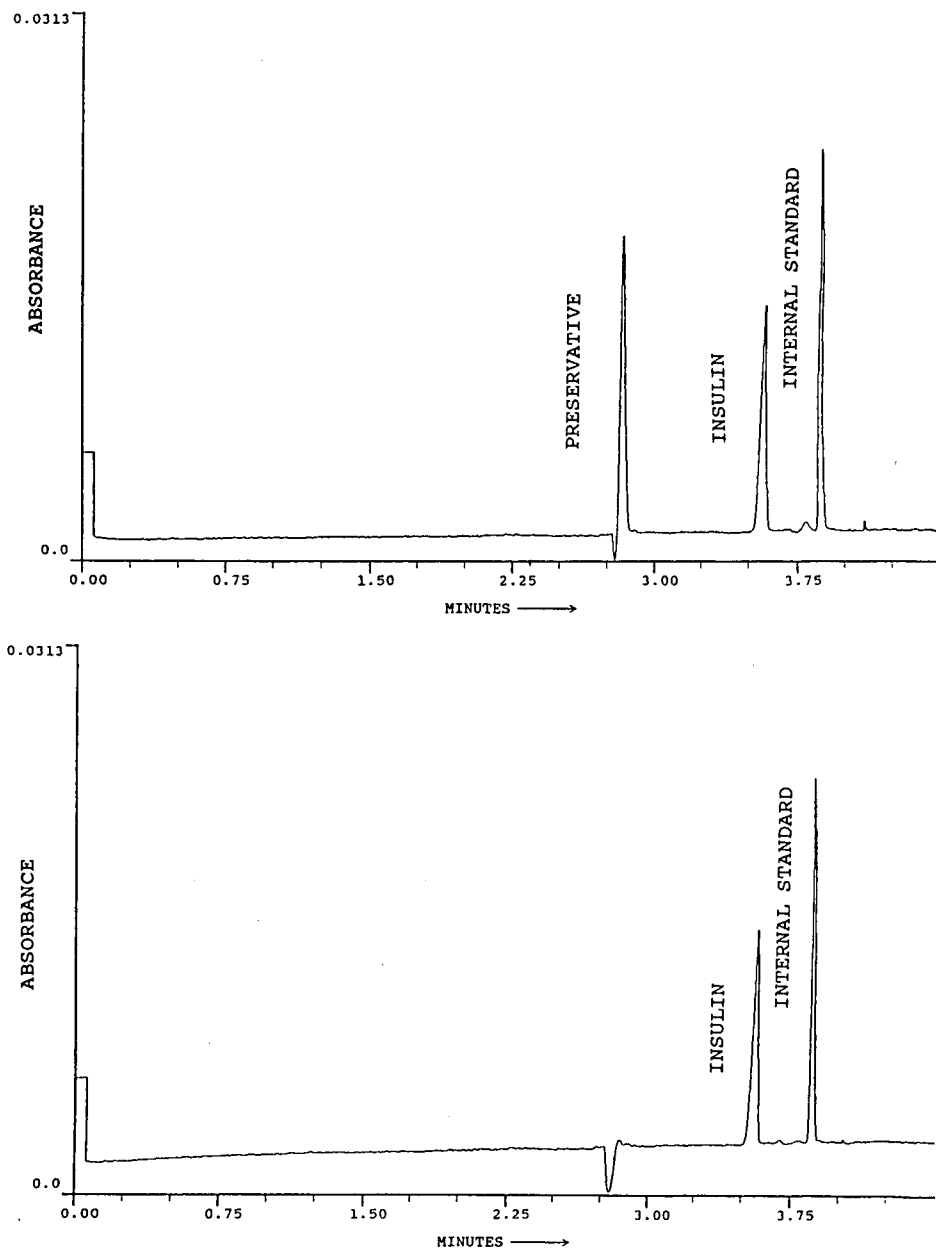 0.0313
ABSORBANCE
PRESERVATIVE
INSULIN
INTERNAL STANDARD
0.0
0.00 0.75 1.50 2.25 3.00 3.75
MINUTES
0.0313
ABSORBANCE
INSULIN
INTERNAL STANDARD
0.0
0.00 0.75 1.50 2.25 3.00 3.75
MINUTES